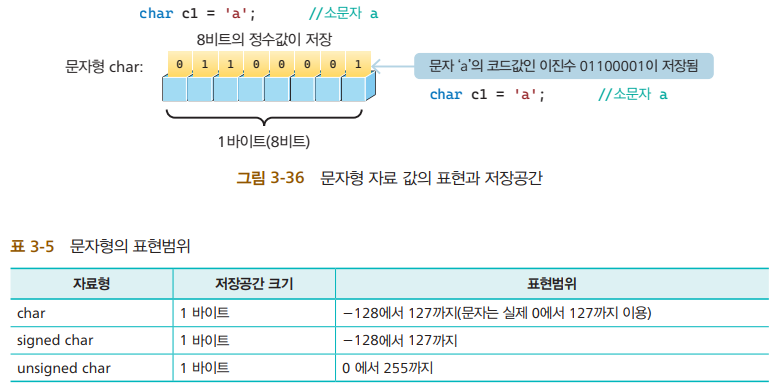 char c1 = 'a'; //소문자 a
8비트의 정수값이 저장
문자형 char: 0 1 1 0 0 0 0 1 문자 ‘a’의 코드값인 이진수 01100001이 저장됨
char c1 = 'a'; //소문자 a
1바이트(8비트)
그림 3-36 문자형 자료 값의 표현과 저장공간
표 3-5 문자형의 표현범위
자료형 저장공간 크기 표현범위
char 1 바이트 −128에서 127까지(문자는 실제 0에서 127까지 이용)
signed char 1 바이트 −128에서 127까지
unsigned char 1 바이트 0 에서 255까지